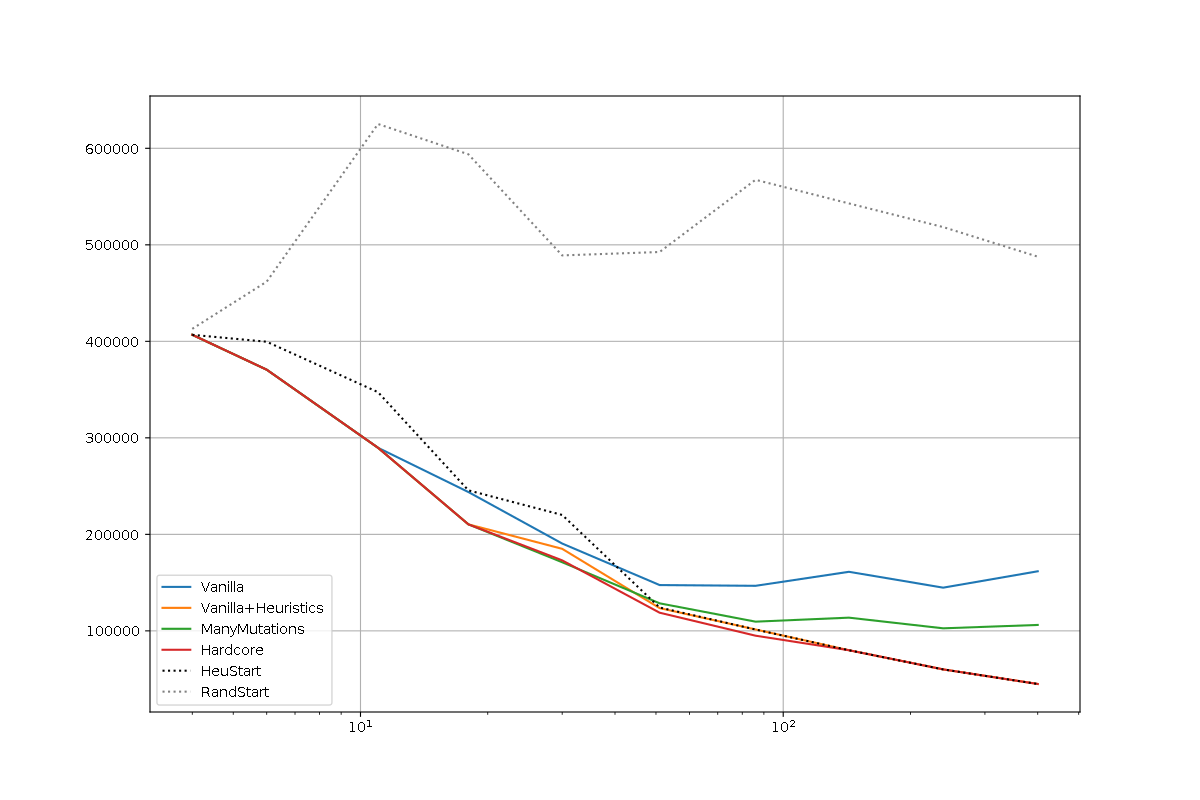 600000
500000
400000
300000
200000
100000
10¹
10²
Vanilla
Vanilla+Heuristics
ManyMutations
Hardcore
HeuStart
RandStart